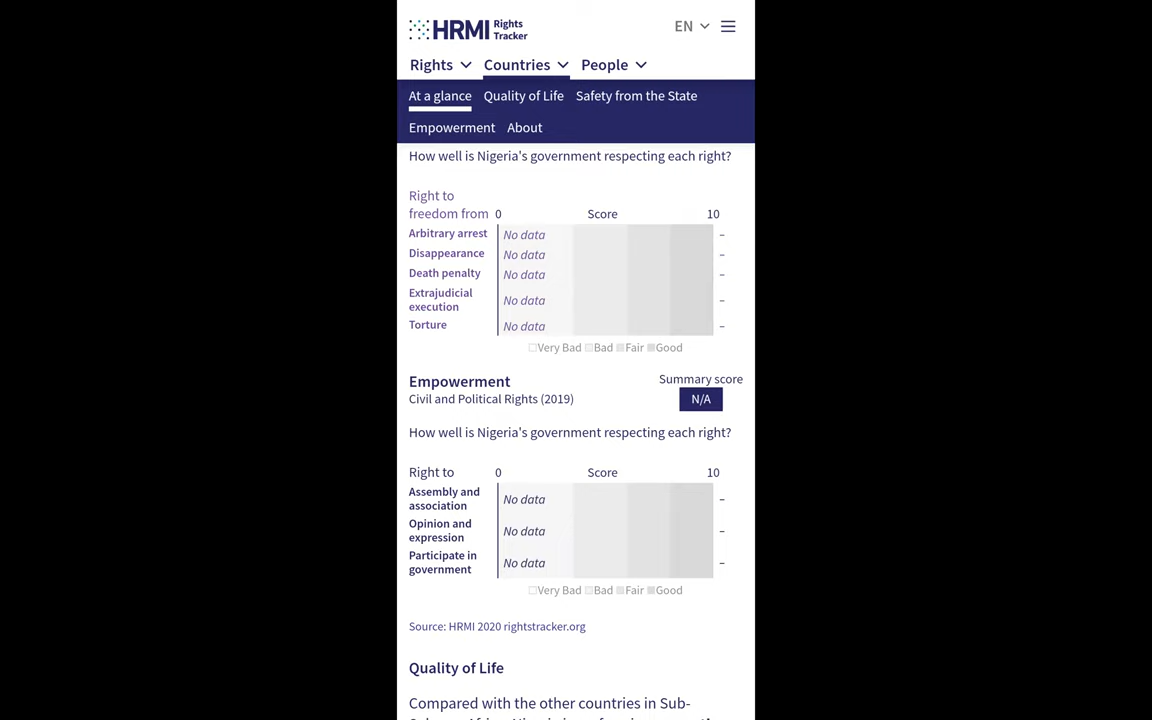 HRMI Rights Tracker
EN
Rights Countries People
At a glance Quality of Life Safety from the State
Empowerment About
How well is Nigeria's government respecting each right?
Right to
freedom from 0 Score 10
Arbitrary arrest No data –
Disappearance No data –
Death penalty No data –
Extrajudicial
execution No data –
Torture No data –
Very Bad Bad Fair Good
Empowerment Summary score
Civil and Political Rights (2019) N/A
How well is Nigeria's government respecting each right?
Right to 0 Score 10
Assembly and
association No data –
Opinion and
expression No data –
Participate in
government No data –
Very Bad Bad Fair Good
Source: HRMI 2020 rightstracker.org
Quality of Life
Compared with the other countries in Sub-